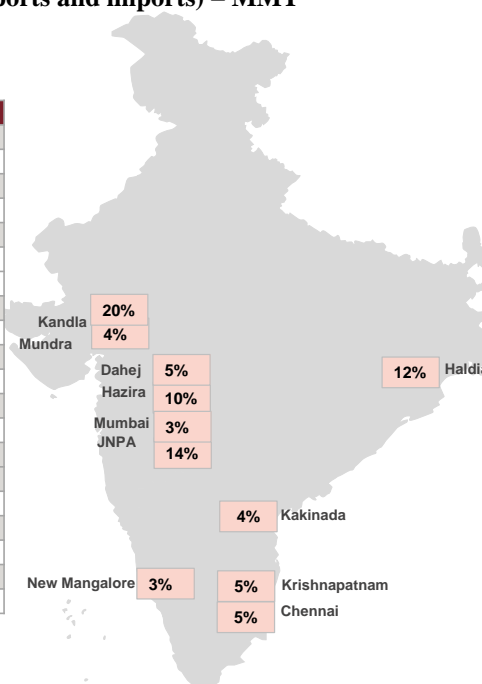 ports and imports) – MMT
20%
Kandla
4%
Mundra
Dahej 5%
Hazira 10%
Mumbai 3%
JNPA 14%
12% Haldia
4% Kakinada
New Mangalore 3%
5% Krishnapatnam
5% Chennai